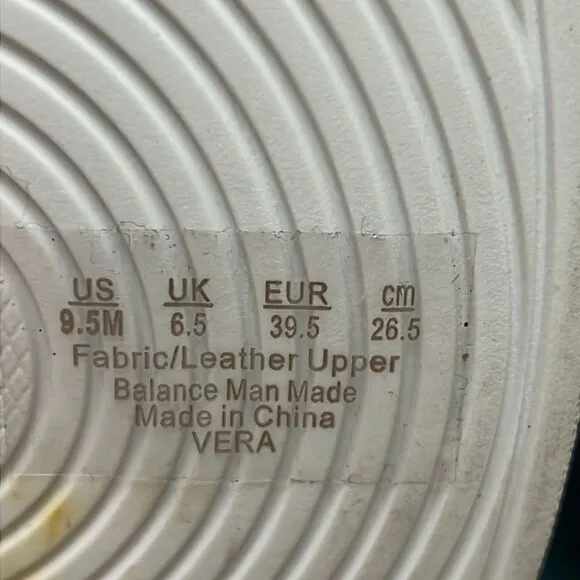 US UK EUR cm
9.5M 6.5 39.5 26.5
Fabric/Leather Upper
Balance Man Made
Made in China
VERA